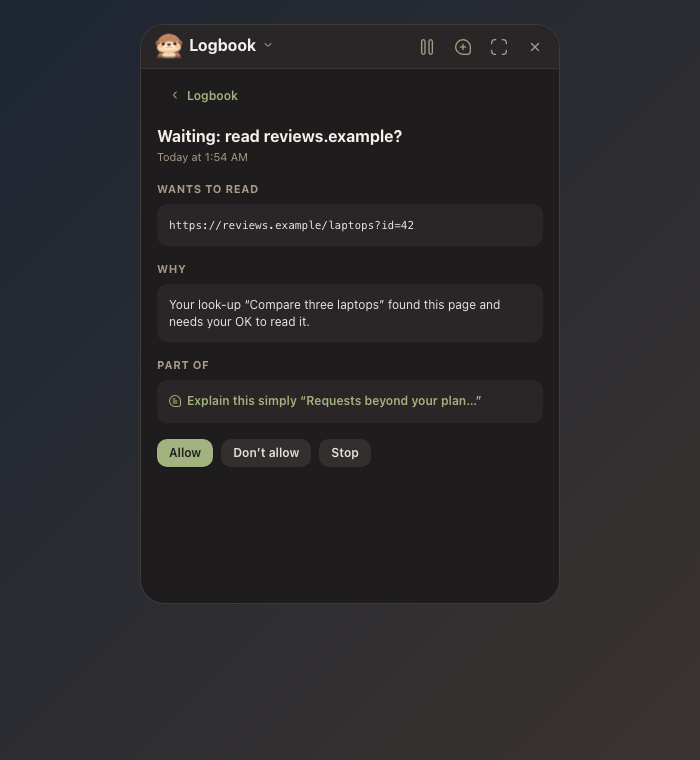 Logbook
Logbook
Waiting: read reviews.example?
Today at 1:54 AM
WANTS TO READ
https://reviews.example/laptops?id=42
WHY
Your look-up “Compare three laptops” found this page and
needs your OK to read it.
PART OF
Explain this simply “Requests beyond your plan…”
Allow
Don’t allow
Stop